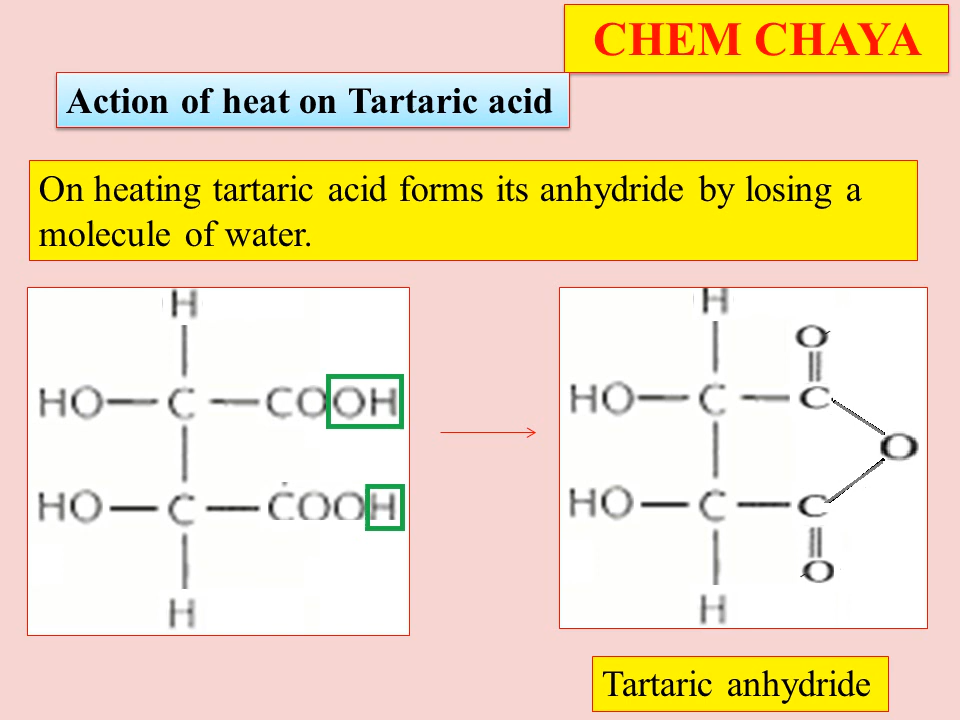 CHEM CHAYA
Action of heat on Tartaric acid
On heating tartaric acid forms its anhydride by losing a
molecule of water.
H
HO—C—COOH
HO—C—COOH
H
H
O
HO—C—C
O
HO—C—C
O
H
Tartaric anhydride